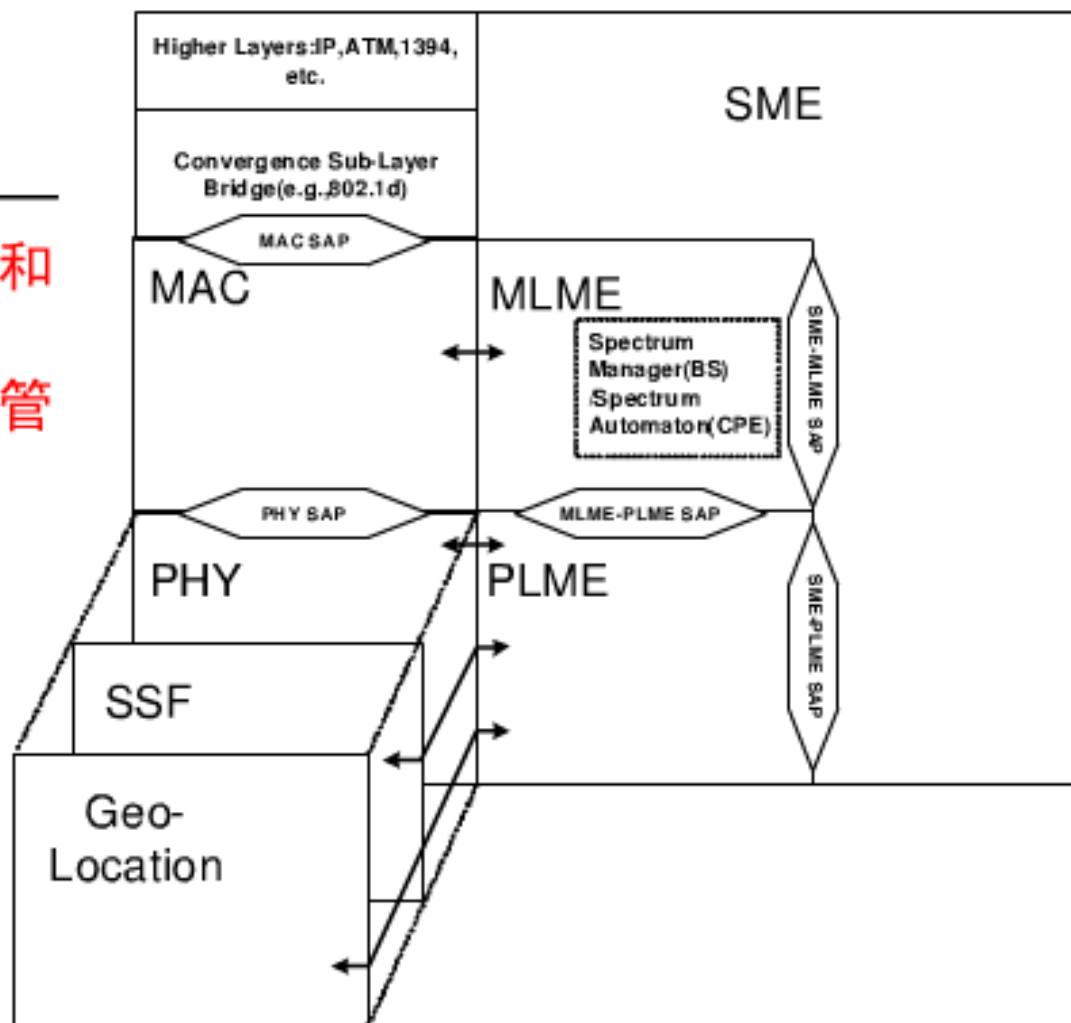 Higher Layers:IP,ATM,1394,
etc.
SME
Convergence Sub-Layer
Bridge(e.g.,802.1d)
和
管
MAC SAP
MAC
MLME
Spectrum
Manager(BS)
/Spectrum
Automaton(CPE)
SME-MLME SAP
PHY SAP
MLME-PLME SAP
PHY
PLME
SME-PLME SAP
SSF
Geo-
Location